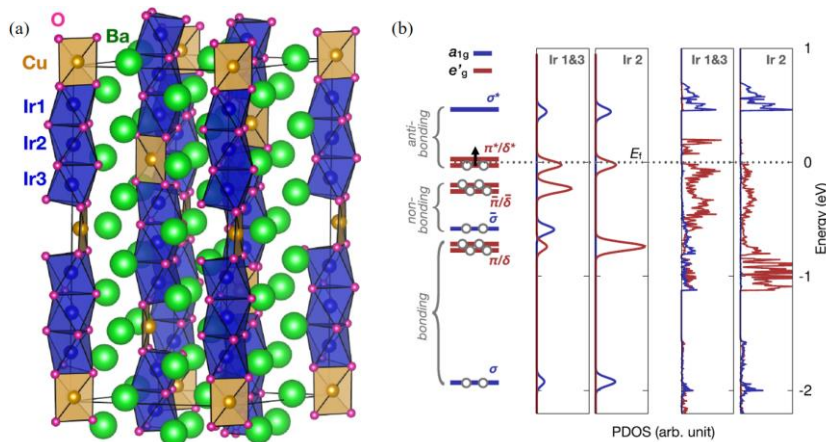 (a)
O
Ba
Cu
Ir1
Ir2
Ir3
(b)
a1g
e'g
Ir 1&3
Ir 2
Ir 1&3
Ir 2
anti-
bonding
non-
bonding
bonding
σ*
π*/δ*
Ef
π̄/δ̄
σ̄
π/δ
σ
1
0
-1
-2
Energy (eV)
PDOS (arb. unit)